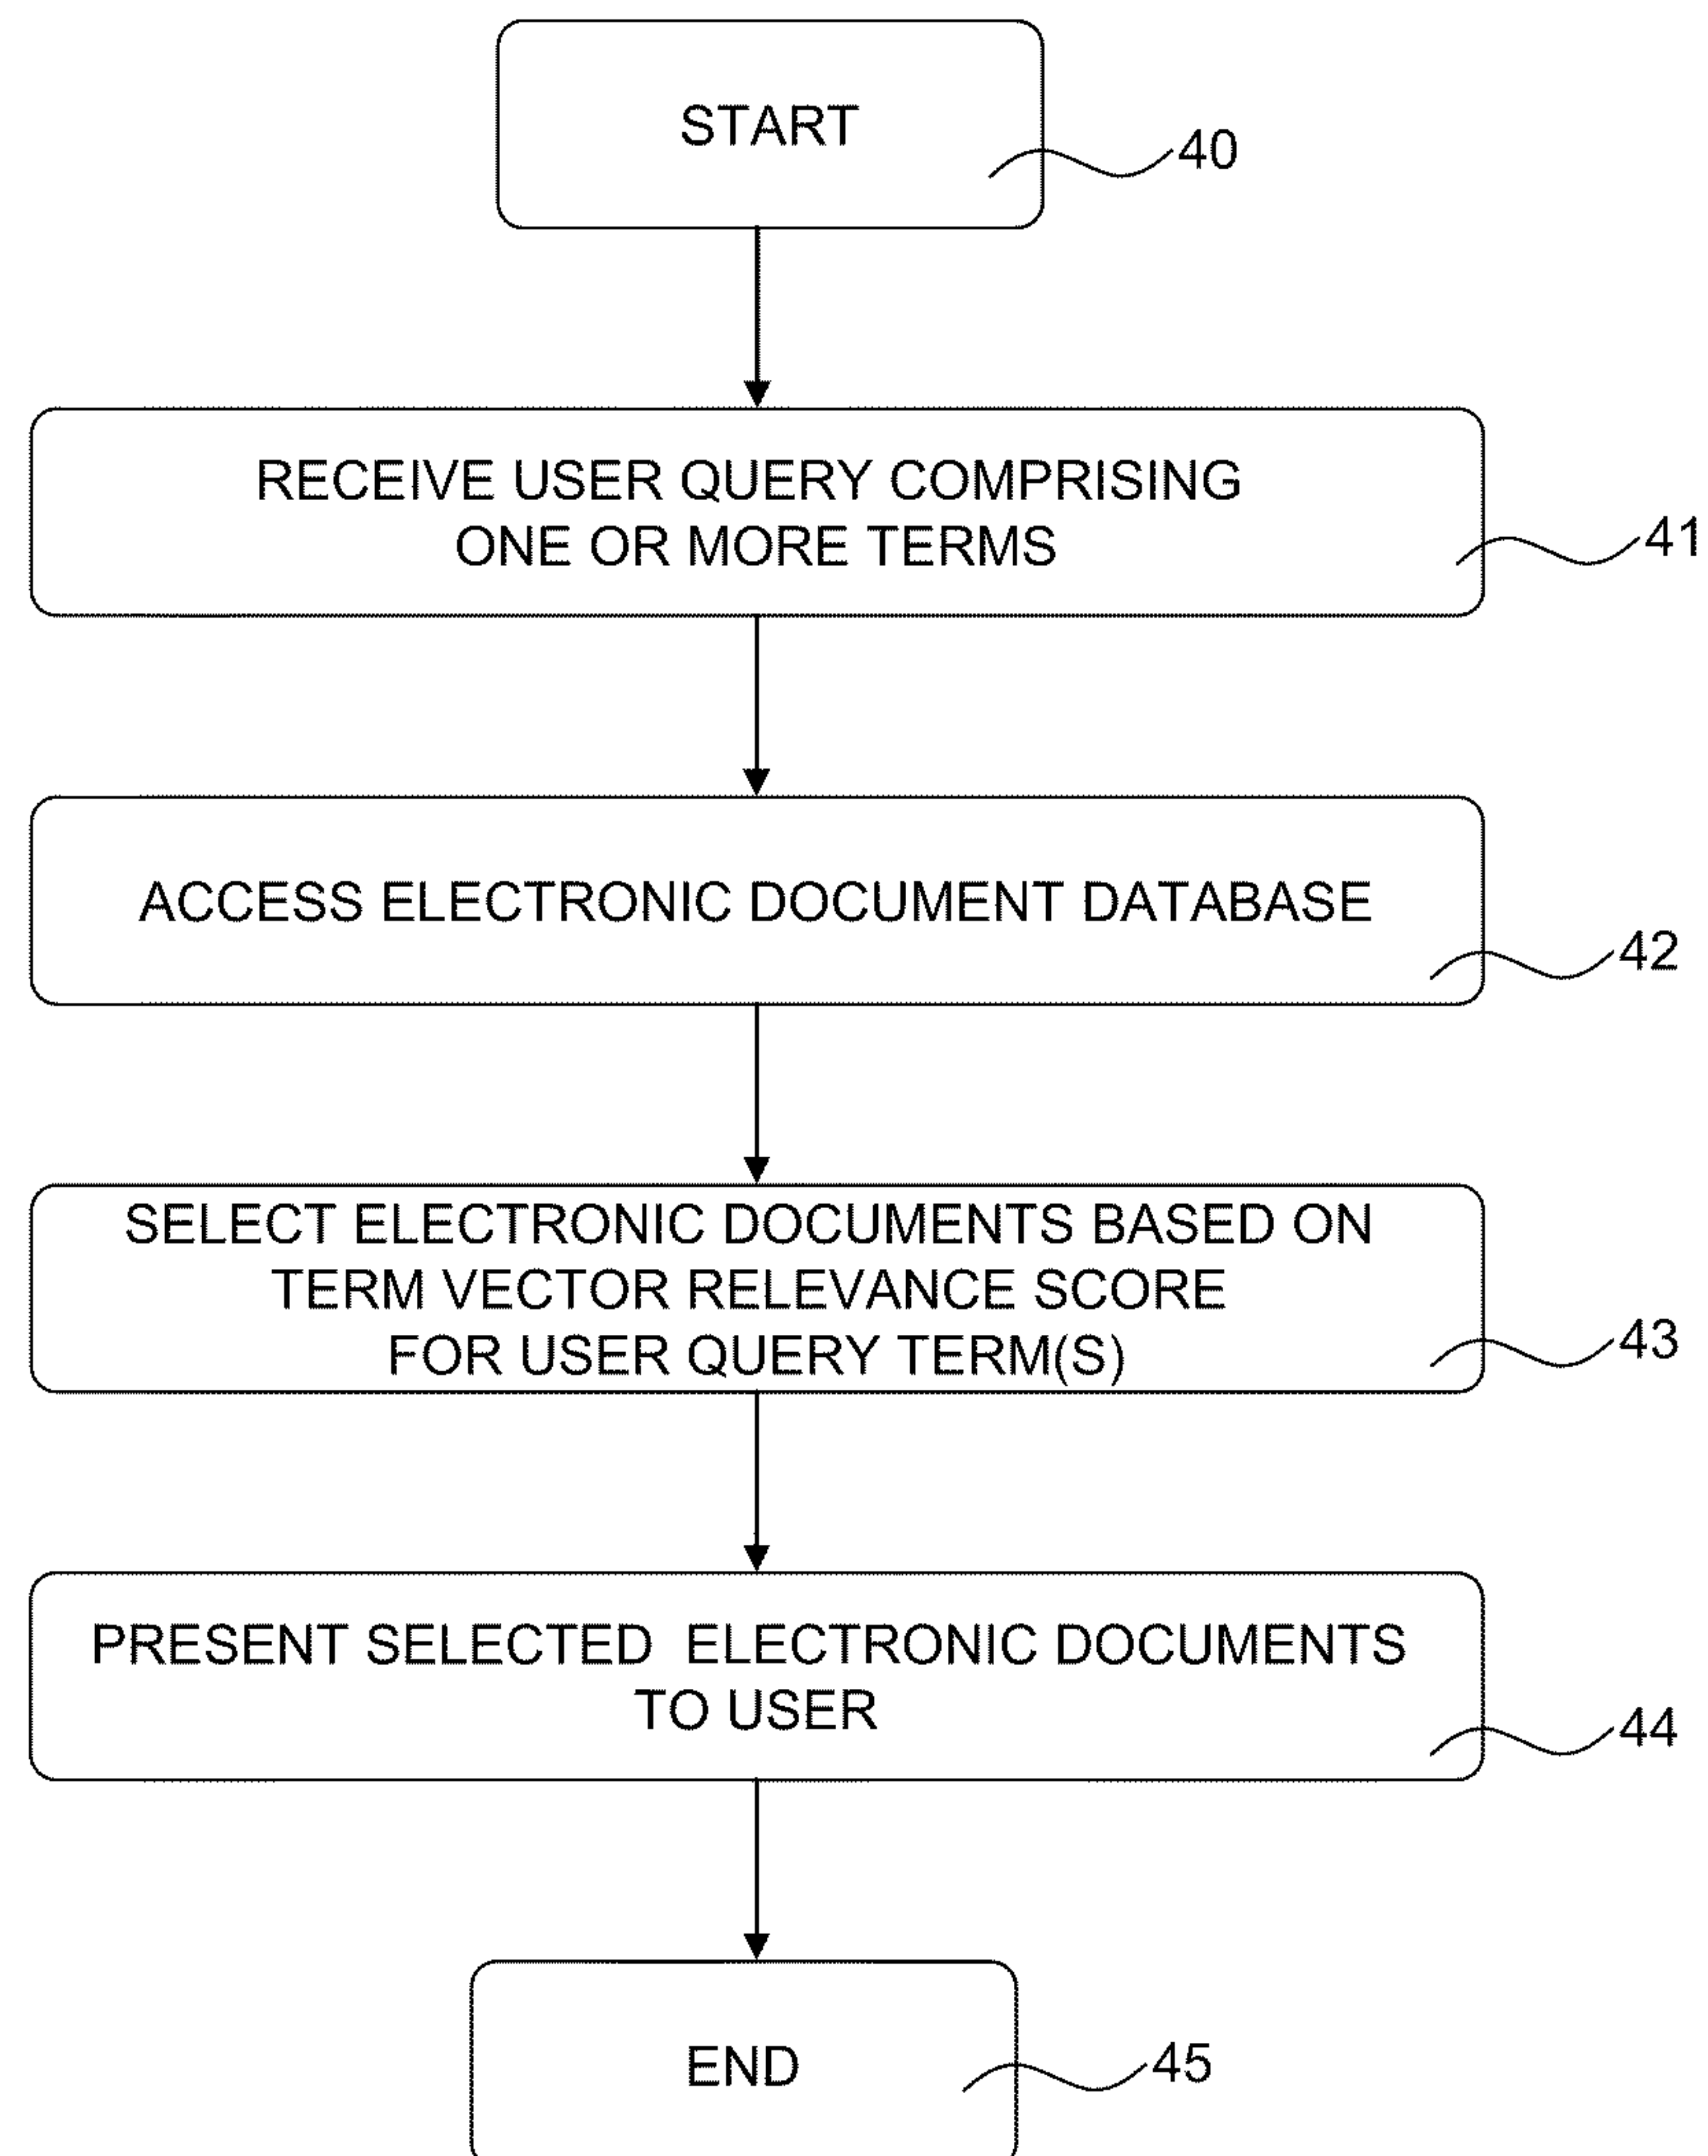 START
40
RECEIVE USER QUERY COMPRISING
ONE OR MORE TERMS
41
ACCESS ELECTRONIC DOCUMENT DATABASE
42
SELECT ELECTRONIC DOCUMENTS BASED ON
TERM VECTOR RELEVANCE SCORE
FOR USER QUERY TERM(S)
43
PRESENT SELECTED ELECTRONIC DOCUMENTS
TO USER
44
END
45